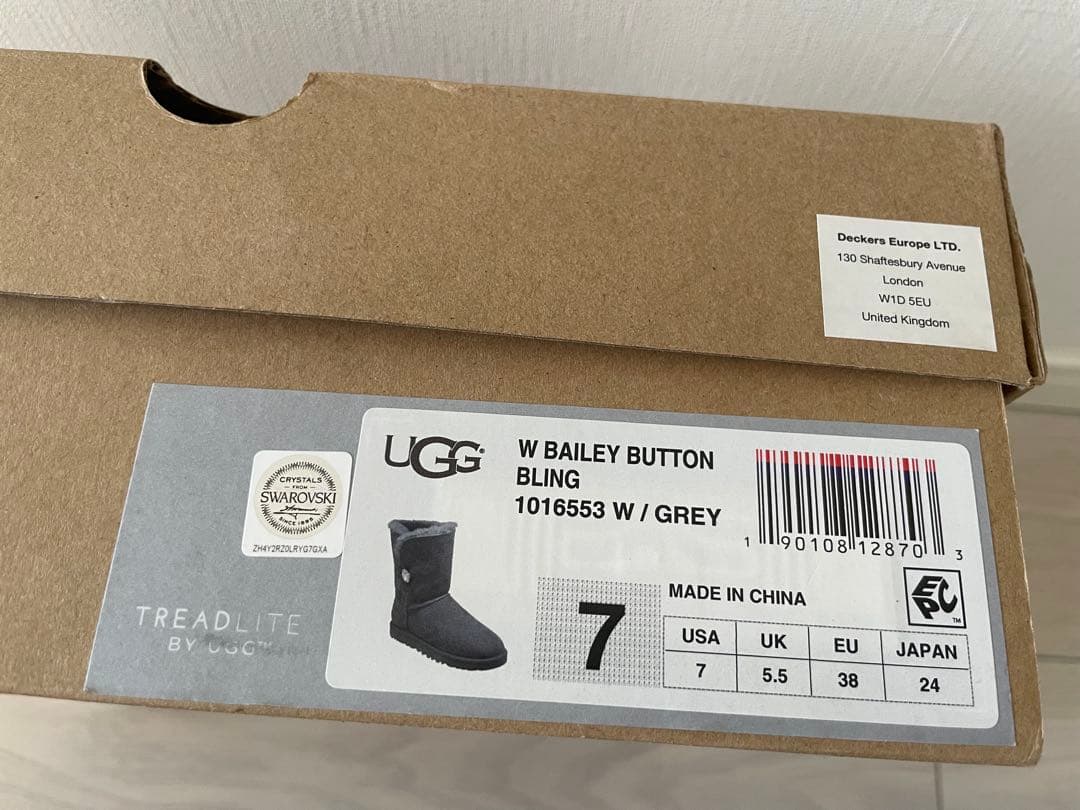 Deckers Europe LTD.
130 Shaftesbury Avenue
London
W1D 5EU
United Kingdom
CRYSTALS
FROM
SWAROVSKI
SINCE 1895
ZH4Y2RZ0LRYG7GXA
TREADLITE
BY UGG™
UGG®
W BAILEY BUTTON
BLING
1016553 W / GREY
1 90108 12870 3
7
MADE IN CHINA
EPC™
USA UK EU JAPAN
7 5.5 38 24